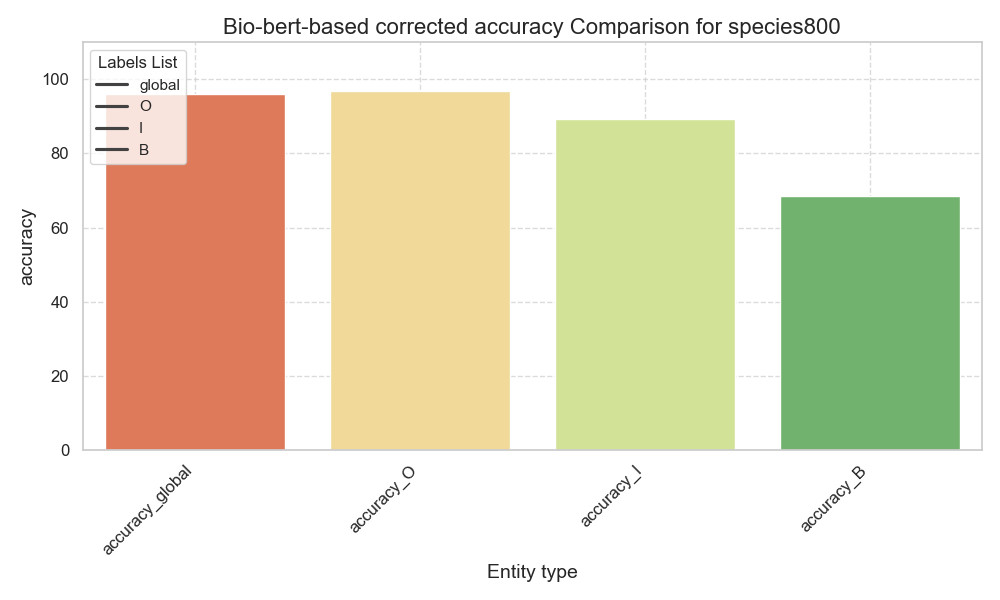 Bio-bert-based corrected accuracy Comparison for species800
Labels List
global
O
I
B
accuracy
100
80
60
40
20
0
accuracy_global
accuracy_O
accuracy_I
accuracy_B
Entity type